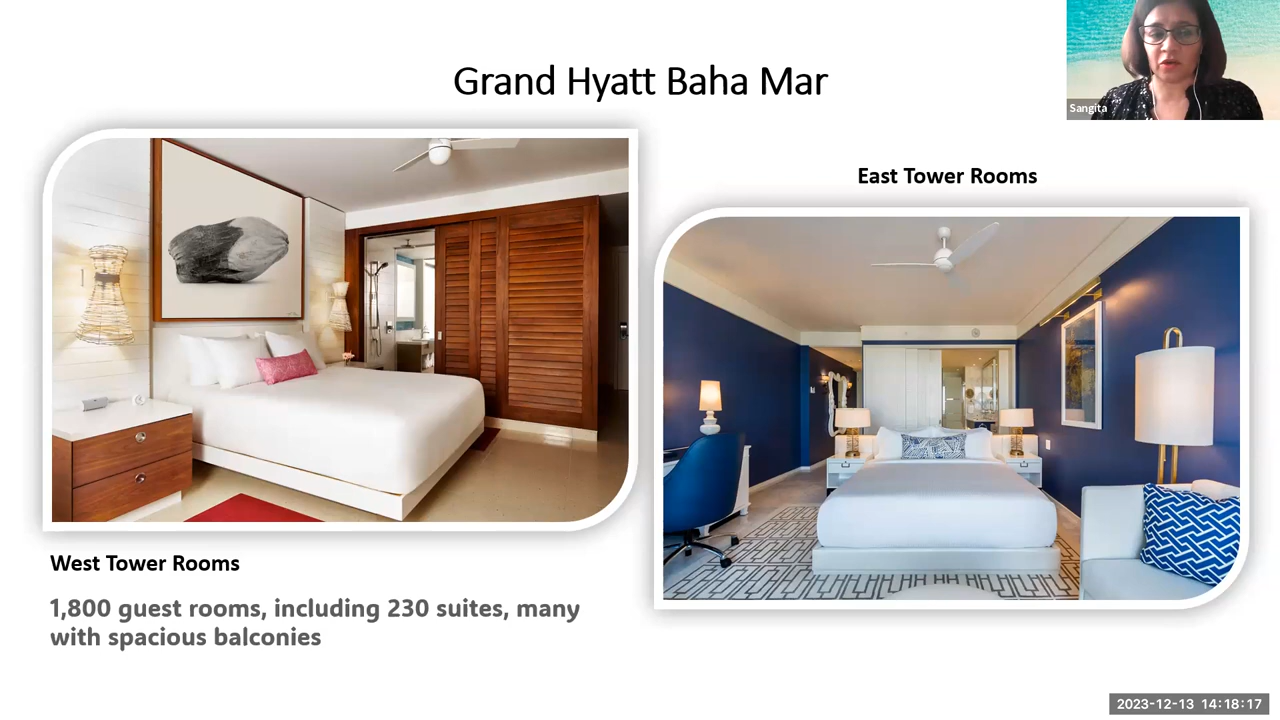 Grand Hyatt Baha Mar
Sangita
East Tower Rooms
West Tower Rooms
1,800 guest rooms, including 230 suites, many
with spacious balconies
2023-12-13 14:18:17